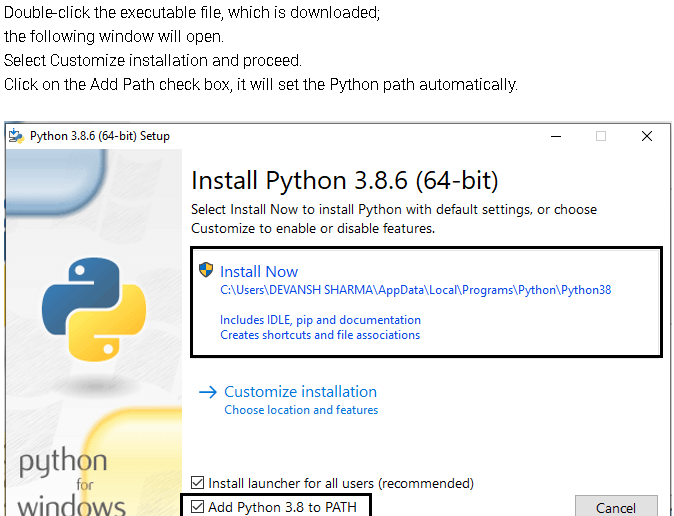 Double-click the executable file, which is downloaded;
the following window will open.
Select Customize installation and proceed.
Click on the Add Path check box, it will set the Python path automatically.
Python 3.8.6 (64-bit) Setup
Install Python 3.8.6 (64-bit)
Select Install Now to install Python with default settings, or choose
Customize to enable or disable features.
Install Now
C:\Users\DEVANSH SHARMA\AppData\Local\Programs\Python\Python38
Includes IDLE, pip and documentation
Creates shortcuts and file associations
Customize installation
Choose location and features
python
for
windows
Install launcher for all users (recommended)
Add Python 3.8 to PATH
Cancel